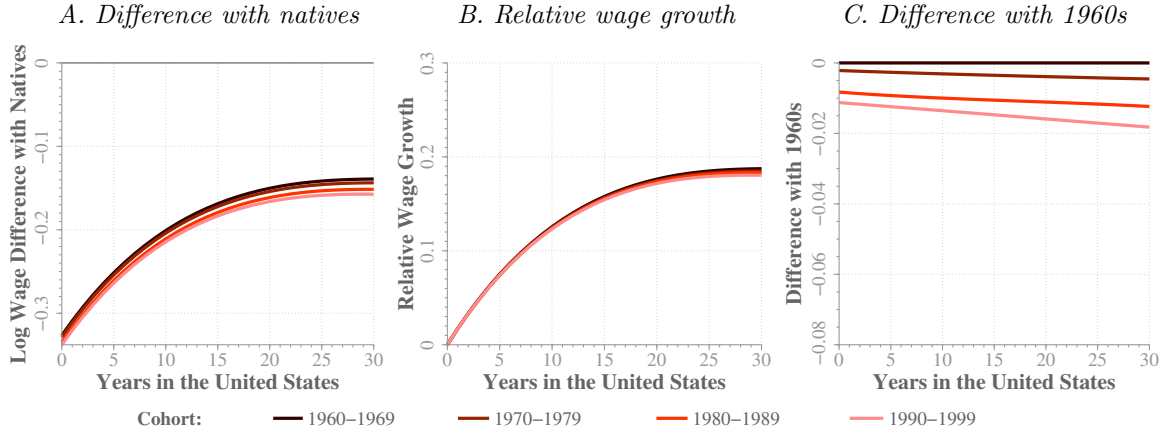 A. Difference with natives
Log Wage Difference with Natives
0
−0.1
−0.2
−0.3
0 5 10 15 20 25 30
Years in the United States
B. Relative wage growth
Relative Wage Growth
0.3
0.2
0.1
0
0 5 10 15 20 25 30
Years in the United States
C. Difference with 1960s
Difference with 1960s
0
−0.02
−0.04
−0.06
−0.08
0 5 10 15 20 25 30
Years in the United States
Cohort: 1960−1969 1970−1979 1980−1989 1990−1999